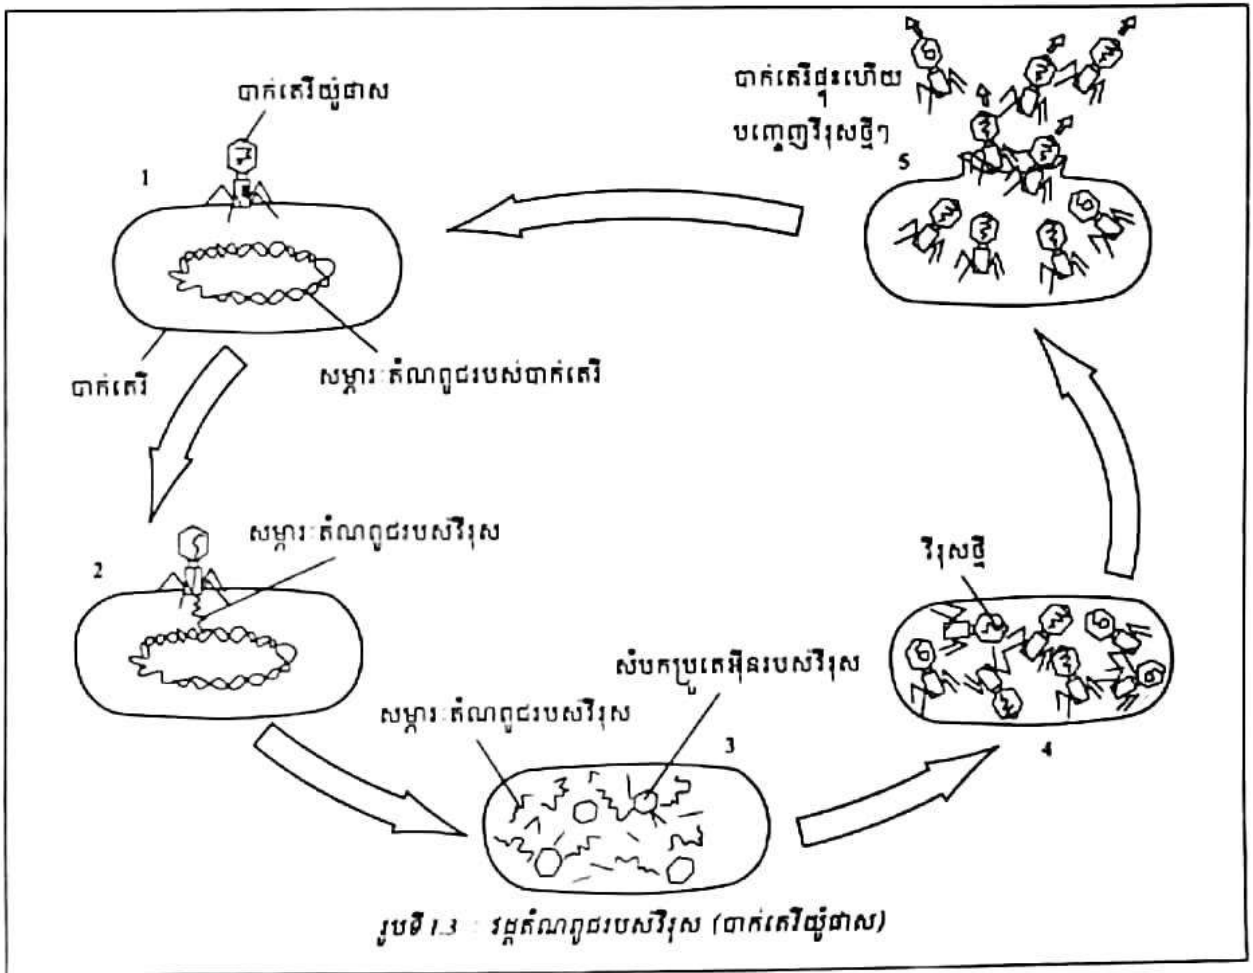 បាក់តេរីយ៉ូផាស
1
បាក់តេរី
សម្ភារៈតំណពូជរបស់បាក់តេរី
2
សម្ភារៈតំណពូជរបស់វីរុស
សម្ភារៈតំណពូជរបស់វីរុស
សំបកប្រូតេអ៊ីនរបស់វីរុស
3
វីរុសថ្មី
4
បាក់តេរីផ្ទុះហើយ
បញ្ចេញវីរុសថ្មីៗ
5
រូបទី 1.3 : វដ្ដតំណពូជរបស់វីរុស (បាក់តេរីយ៉ូផាស)